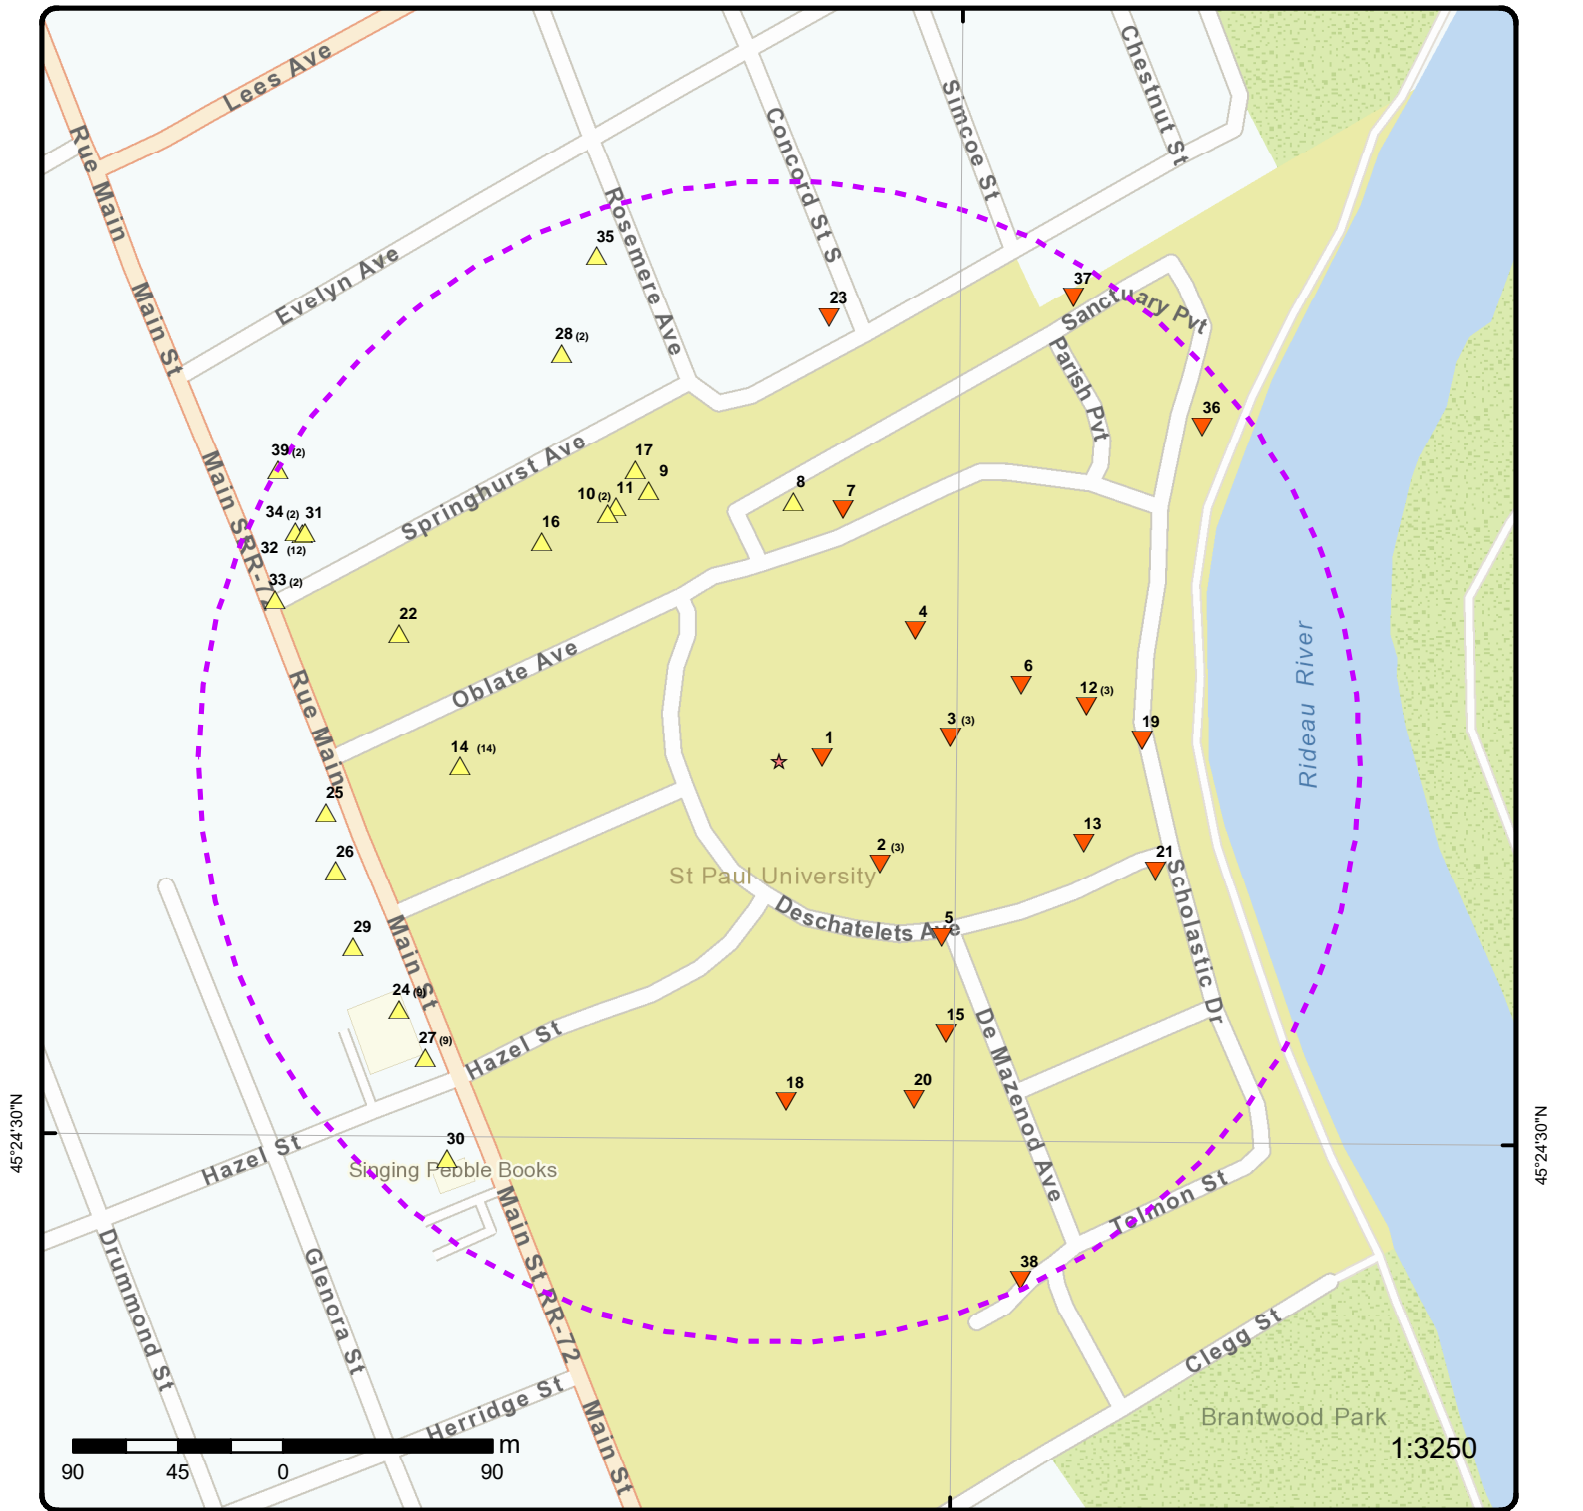 Lees Ave
Chestnut St
Simcoe St
Concord St S
Rue Main
Rosemere Ave
35
Evelyn Ave
Main St
23
37
Sanctuary Pvt
28 (2)
Parish Pvt
36
39 (2)
17
9
Springhurst Ave
8
7
10 (2)
11
34 (2)
31
16
Main St
RR-72
32 (12)
33 (2)
22
4
Oblate Ave
6
12 (3)
Rideau River
Rue Main
3 (3)
19
14 (14)
1
25
13
26
2 (3)
21
St Paul University
Deschatelets Ave
5
Scholastic Dr
29
Main St
24 (9)
15
27 (9)
Hazel St
De Mazenod Ave
18
20
45°24'30"N
45°24'30"N
30
Hazel St
Singing Pebble Books
Main St
Telmon St
Drummond St
Glenora St
38
RR-72
Clegg St
Herridge St
Main St
Brantwood Park
m
1:3250
90 45 0 90